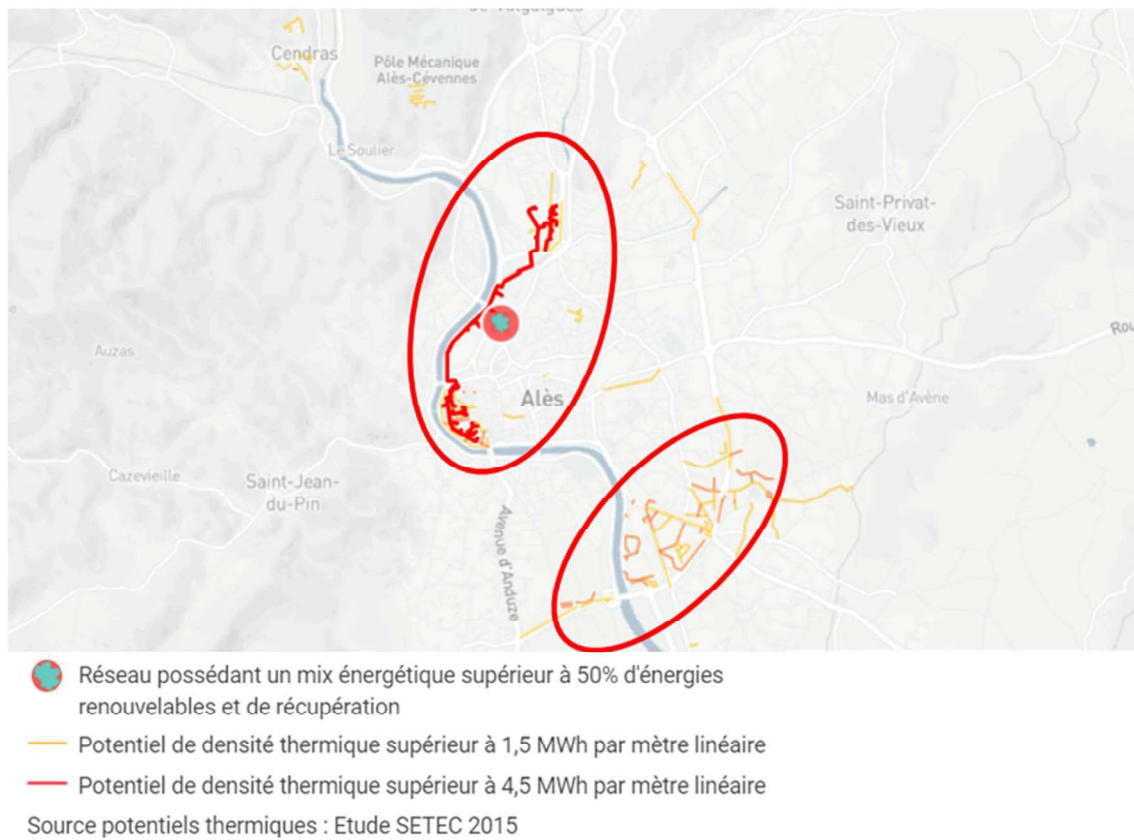 de Valgalgues
Cendras
Pôle Mécanique
Alès-Cévennes
Le Soulier
Saint-Privat-
des-Vieux
Auzas
Rou
Alès
Mas d'Avène
Cazevieille
Saint-Jean-
du-Pin
Avenue d'Anduze
Réseau possédant un mix énergétique supérieur à 50% d'énergies
renouvelables et de récupération
Potentiel de densité thermique supérieur à 1,5 MWh par mètre linéaire
Potentiel de densité thermique supérieur à 4,5 MWh par mètre linéaire
Source potentiels thermiques : Etude SETEC 2015